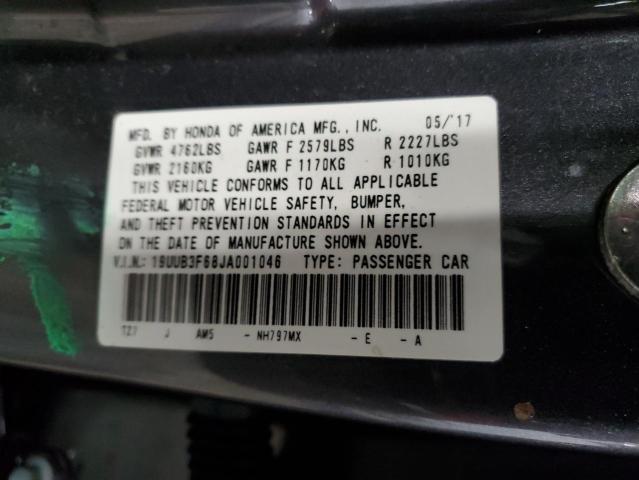 MFD. BY HONDA OF AMERICA MFG., INC. 05/'17
GVWR 4762LBS GAWR F 2579LBS R 2227LBS
GVWR 2160KG GAWR F 1170KG R 1010KG
THIS VEHICLE CONFORMS TO ALL APPLICABLE
FEDERAL MOTOR VEHICLE SAFETY, BUMPER,
AND THEFT PREVENTION STANDARDS IN EFFECT
ON THE DATE OF MANUFACTURE SHOWN ABOVE.
V.I.N.: 19UUB3F68JA001046 TYPE: PASSENGER CAR
TZ7 J AM5 - NH797MX - E - A